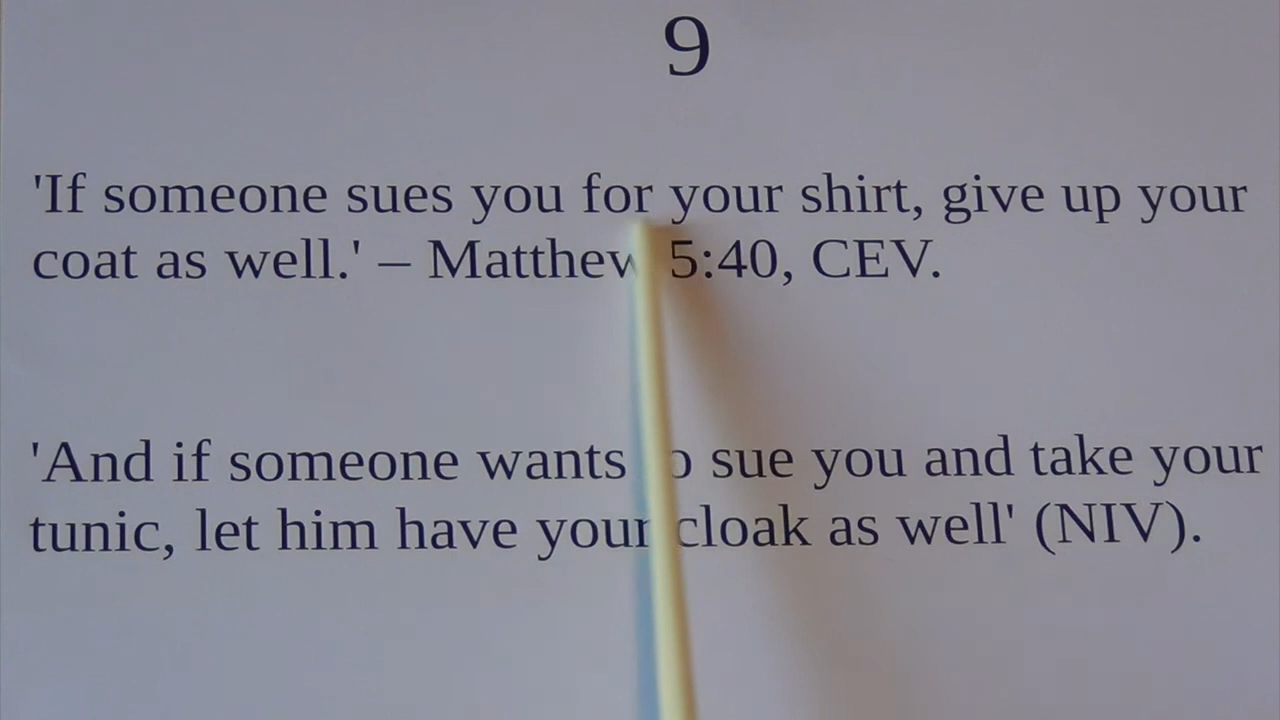 9
'If someone sues you for your shirt, give up your
coat as well.' – Matthew 5:40, CEV.
'And if someone wants to sue you and take your
tunic, let him have your cloak as well' (NIV).